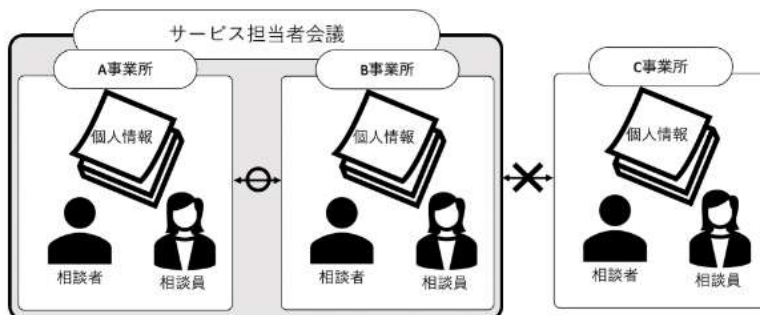 サービス担当者会議
A事業所
B事業所
C事業所
個人情報
個人情報
個人情報
相談者
相談員
相談者
相談員
相談者
相談員